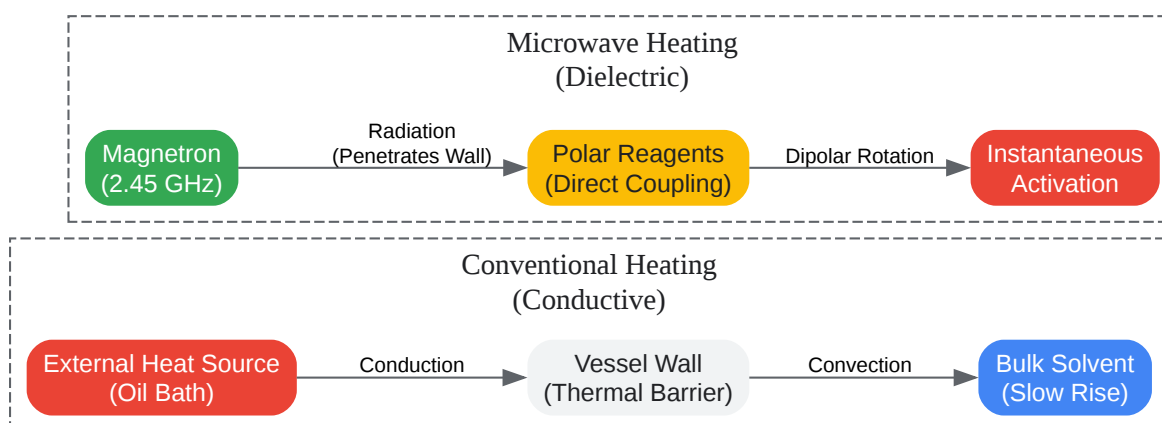 Microwave Heating
(Dielectric)
Magnetron
(2.45 GHz)
Radiation
(Penetrates Wall)
Polar Reagents
(Direct Coupling)
Dipolar Rotation
Instantaneous
Activation
Conventional Heating
(Conductive)
External Heat Source
(Oil Bath)
Conduction
Vessel Wall
(Thermal Barrier)
Convection
Bulk Solvent
(Slow Rise)